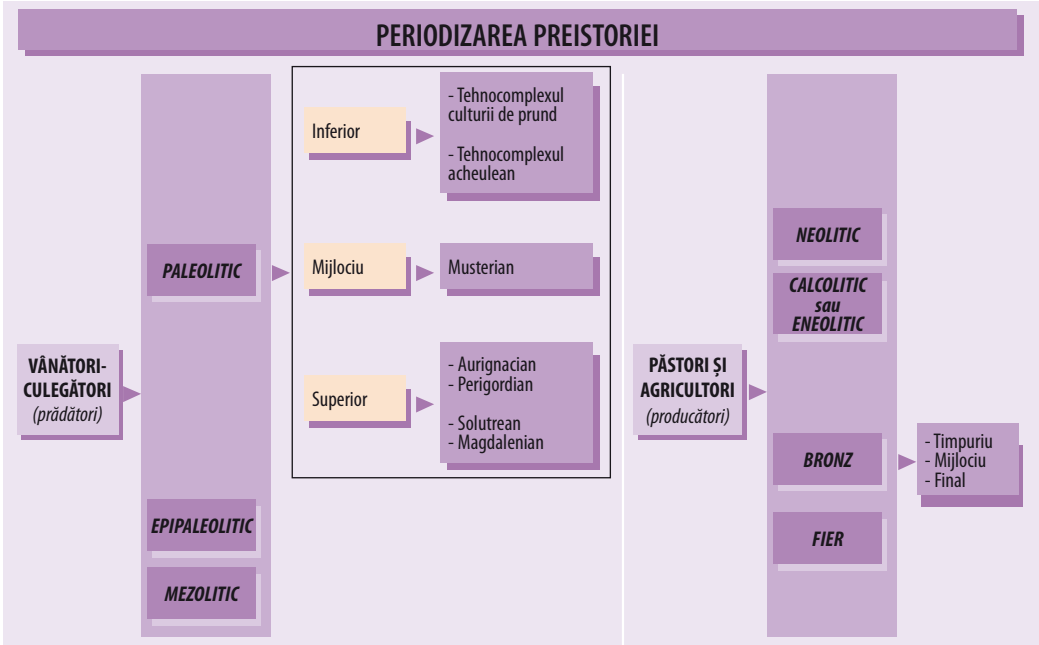 PERIODIZAREA PREISTORIEI
VÂNĂTORI-
CULEGĂTORI
(prădători)
PALEOLITIC
Inferior
- Tehnocomplexul
culturii de prund
- Tehnocomplexul
acheulean
Mijlociu
Musterian
Superior
- Aurignacian
- Perigordian
- Solutrean
- Magdalenian
EPIPALEOLITIC
MEZOLITIC
PĂSTORI ȘI
AGRICULTORI
(producători)
NEOLITIC
CALCOLITIC
sau
ENEOLITIC
BRONZ
- Timpuriu
- Mijlociu
- Final
FIER